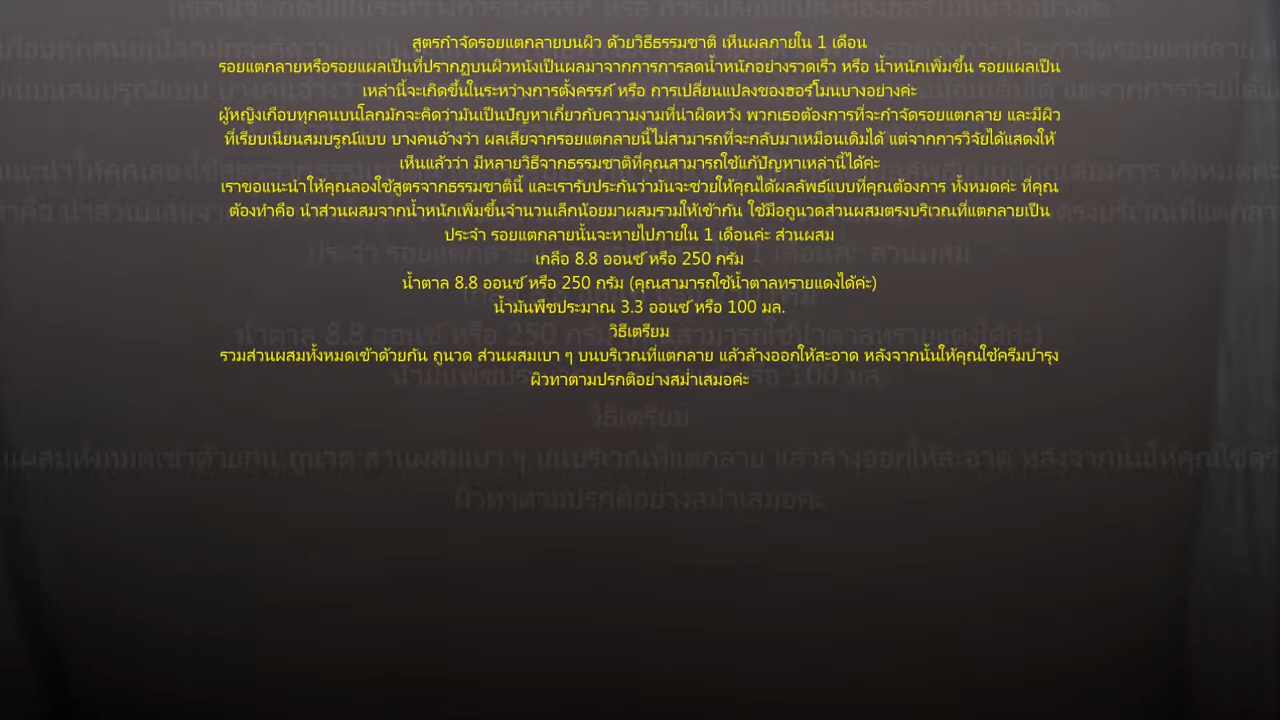 สูตรกำจัดรอยแตกลายบนผิว ด้วยวิธีธรรมชาติ เห็นผลภายใน 1 เดือน
รอยแตกลายหรือรอยแผลเป็นที่ปรากฏบนผิวหนังเป็นผลมาจากการการลดน้ำหนักอย่างรวดเร็ว หรือ น้ำหนักเพิ่มขึ้น รอยแผลเป็น
เหล่านี้จะเกิดขึ้นในระหว่างการตั้งครรภ์ หรือ การเปลี่ยนแปลงของฮอร์โมนบางอย่างค่ะ
ผู้หญิงเกือบทุกคนบนโลกมักจะคิดว่ามันเป็นปัญหาเกี่ยวกับความงามที่น่าผิดหวัง พวกเธอต้องการที่จะกำจัดรอยแตกลาย และมีผิว
ที่เรียบเนียนสมบรูณ์แบบ บางคนอ้างว่า ผลเสียจากรอยแตกลายนี้ไม่สามารถที่จะกลับมาเหมือนเดิมได้ แต่จากการวิจัยได้แสดงให้
เห็นแล้วว่า มีหลายวิธีจากธรรมชาติที่คุณสามารถใช้แก้ปัญหาเหล่านี้ได้ค่ะ
เราขอแนะนำให้คุณลองใช้สูตรจากธรรมชาตินี้ และเรารับประกันว่ามันจะช่วยให้คุณได้ผลลัพธ์แบบที่คุณต้องการ ทั้งหมดค่ะ ที่คุณ
ต้องทำคือ นำส่วนผสมจากน้ำหนักเพิ่มขึ้นจำนวนเล็กน้อยมาผสมรวมให้เข้ากัน ใช้มือถูนวดส่วนผสมตรงบริเวณที่แตกลายเป็น
ประจำ รอยแตกลายนั้นจะหายไปภายใน 1 เดือนค่ะ ส่วนผสม
เกลือ 8.8 ออนซ์ หรือ 250 กรัม
น้ำตาล 8.8 ออนซ์ หรือ 250 กรัม (คุณสามารถใช้น้ำตาลทรายแดงได้ค่ะ)
น้ำมันพืชประมาณ 3.3 ออนซ์ หรือ 100 มล.
วิธีเตรียม
รวมส่วนผสมทั้งหมดเข้าด้วยกัน ถูนวด ส่วนผสมเบา ๆ บนบริเวณที่แตกลาย แล้วล้างออกให้สะอาด หลังจากนั้นให้คุณใช้ครีมบำรุง
ผิวทาตามปรกติอย่างสม่ำเสมอค่ะ